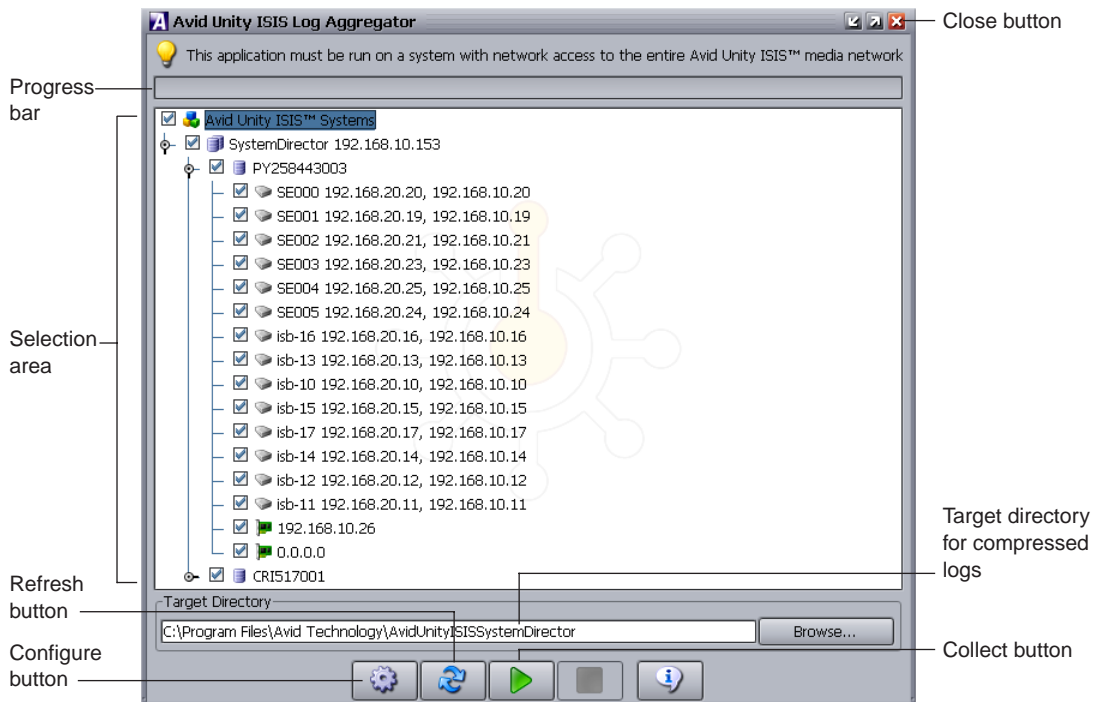 Avid Unity ISIS Log Aggregator
Close button
This application must be run on a system with network access to the entire Avid Unity ISIS™ media network
Progress
bar
Avid Unity ISIS™ Systems
SystemDirector 192.168.10.153
PY258443003
SE000 192.168.20.20, 192.168.10.20
SE001 192.168.20.19, 192.168.10.19
SE002 192.168.20.21, 192.168.10.21
SE003 192.168.20.23, 192.168.10.23
SE004 192.168.20.25, 192.168.10.25
SE005 192.168.20.24, 192.168.10.24
Selection
area
isb-16 192.168.20.16, 192.168.10.16
isb-13 192.168.20.13, 192.168.10.13
isb-10 192.168.20.10, 192.168.10.10
isb-15 192.168.20.15, 192.168.10.15
isb-17 192.168.20.17, 192.168.10.17
isb-14 192.168.20.14, 192.168.10.14
isb-12 192.168.20.12, 192.168.10.12
isb-11 192.168.20.11, 192.168.10.11
192.168.10.26
0.0.0.0
CRI517001
Target directory
for compressed
logs
Refresh
button
Target Directory
C:\Program Files\Avid Technology\AvidUnityISISSystemDirector
Browse...
Configure
button
Collect button